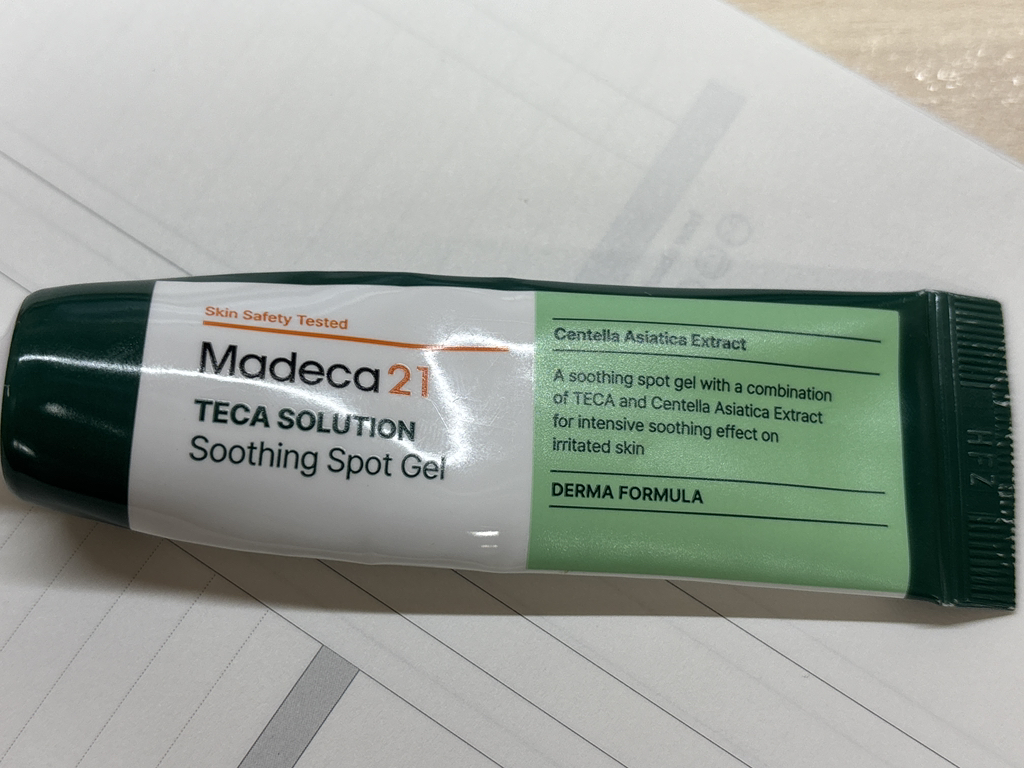 Skin Safety Tested
Madeca21
TECA SOLUTION
Soothing Spot Gel
Centella Asiatica Extract
A soothing spot gel with a combination
of TECA and Centella Asiatica Extract
for intensive soothing effect on
irritated skin
DERMA FORMULA